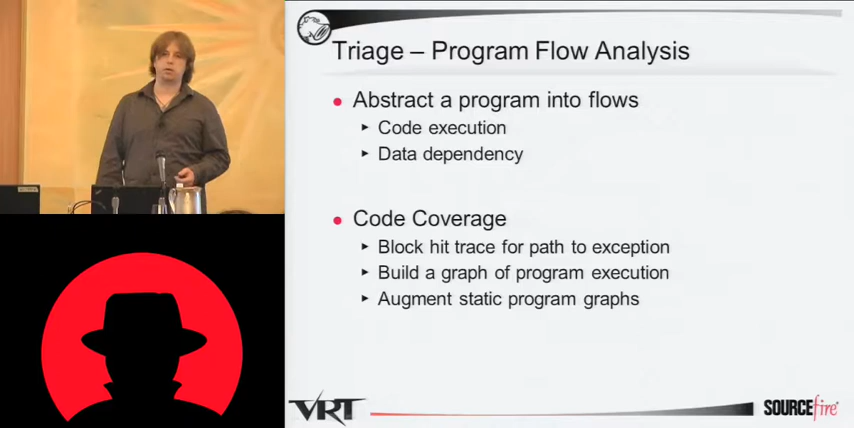 Triage – Program Flow Analysis
Abstract a program into flows
Code execution
Data dependency
Code Coverage
Block hit trace for path to exception
Build a graph of program execution
Augment static program graphs
VRT
SOURCEfire